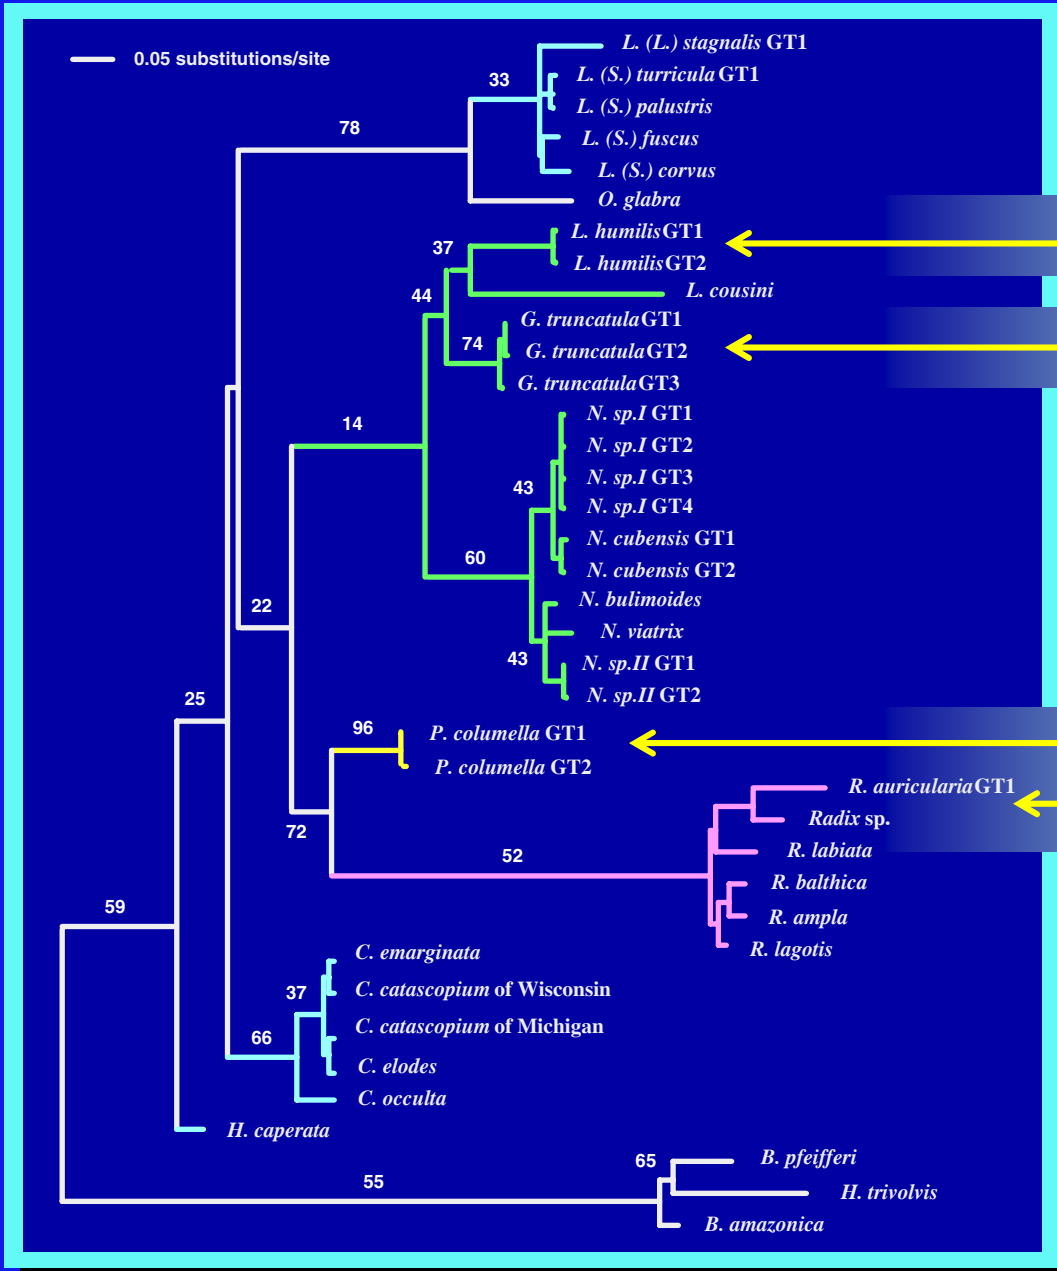 0.05 substitutions/site
L. (L.) stagnalis GT1
33
L. (S.) turricula GT1
L. (S.) palustris
78
L. (S.) fuscus
L. (S.) corvus
O. glabra
L. humilis GT1
37
L. humilis GT2
L. cousini
44
G. truncatula GT1
74
G. truncatula GT2
G. truncatula GT3
N. sp.I GT1
14
N. sp.I GT2
N. sp.I GT3
43
N. sp.I GT4
N. cubensis GT1
60
N. cubensis GT2
N. bulimoides
22
N. viatrix
43
N. sp.II GT1
N. sp.II GT2
25
96
P. columella GT1
P. columella GT2
R. auricularia GT1
Radix sp.
72
R. labiata
52
R. balthica
59
R. ampla
R. lagotis
C. emarginata
37
C. catascopium of Wisconsin
C. catascopium of Michigan
66
C. elodes
C. occulta
H. caperata
65
B. pfeifferi
55
H. trivolvis
B. amazonica